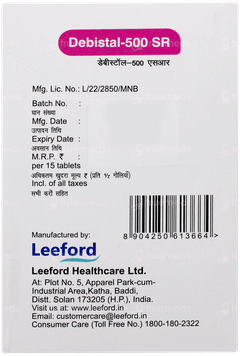 Debistal-500 SR
डेबीस्टॉल-500 एसआर
Mfg. Lic. No.: L/22/2850/MNB
Batch No. :
घान संख्या
Mfg. Date :
उत्पादन तिथि
Expiry Date :
अवसान तिथि
M.R.P. ₹ :
per 15 tablets
अधिकतम खुदरा मूल्य ₹ (प्रति १५ गोलियाँ)
Incl. of all taxes
सभी करों सहित
8 904250 613664 >
Manufactured by:
Leeford
Leeford Healthcare Ltd.
At: Plot No. 5, Apparel Park-cum-
Industrial Area,Katha, Baddi,
Distt. Solan 173205 (H.P.), India
Visit us at: www.leeford.in
Email: customercare@leeford.in
Consumer Care (Toll Free No.) 1800-180-2322